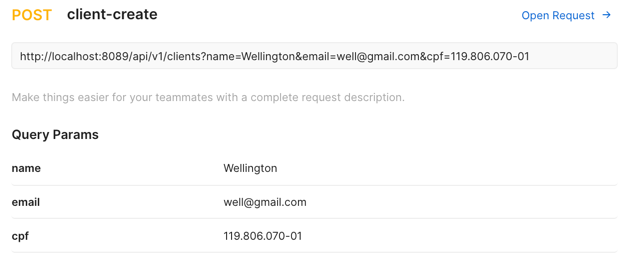 POST client-create Open Request →
http://localhost:8089/api/v1/clients?name=Wellington&email=well@gmail.com&cpf=119.806.070-01
Make things easier for your teammates with a complete request description.
Query Params
name Wellington
email well@gmail.com
cpf 119.806.070-01